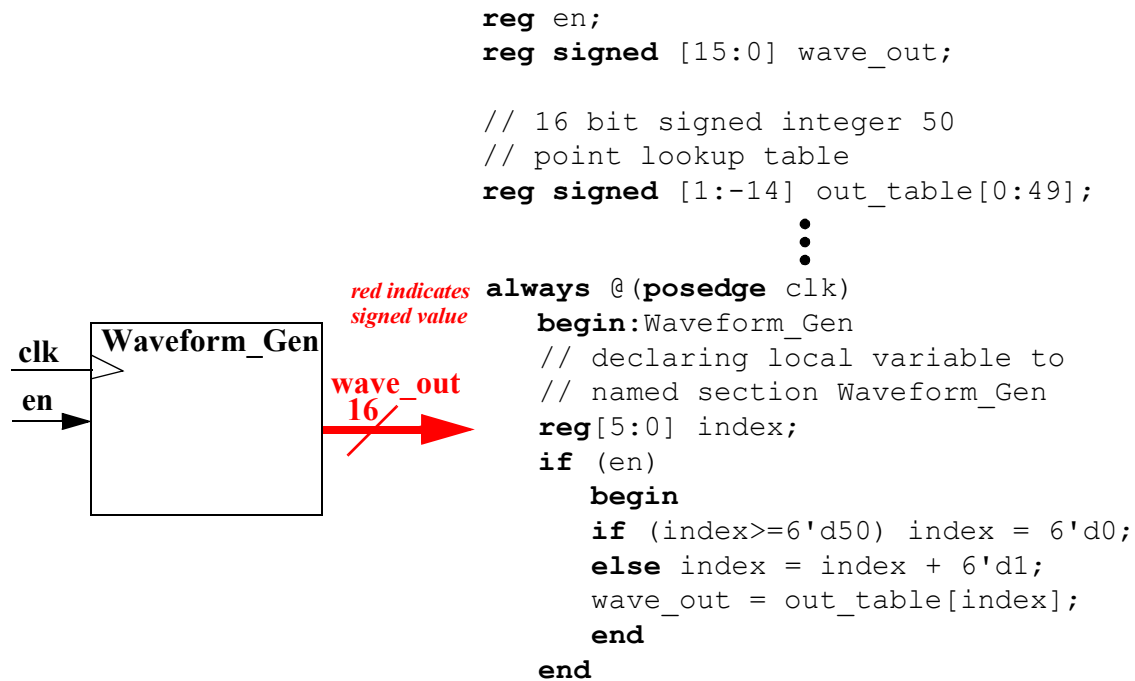 reg en;
reg signed [15:0] wave_out;
// 16 bit signed integer 50
// point lookup table
reg signed [1:-14] out_table[0:49];
red indicates
signed value
always @(posedge clk)
begin:Waveform_Gen
// declaring local variable to
// named section Waveform_Gen
reg[5:0] index;
if (en)
begin
if (index>=6'd50) index = 6'd0;
else index = index + 6'd1;
wave_out = out_table[index];
end
end
Waveform_Gen
clk
en
wave_out
16